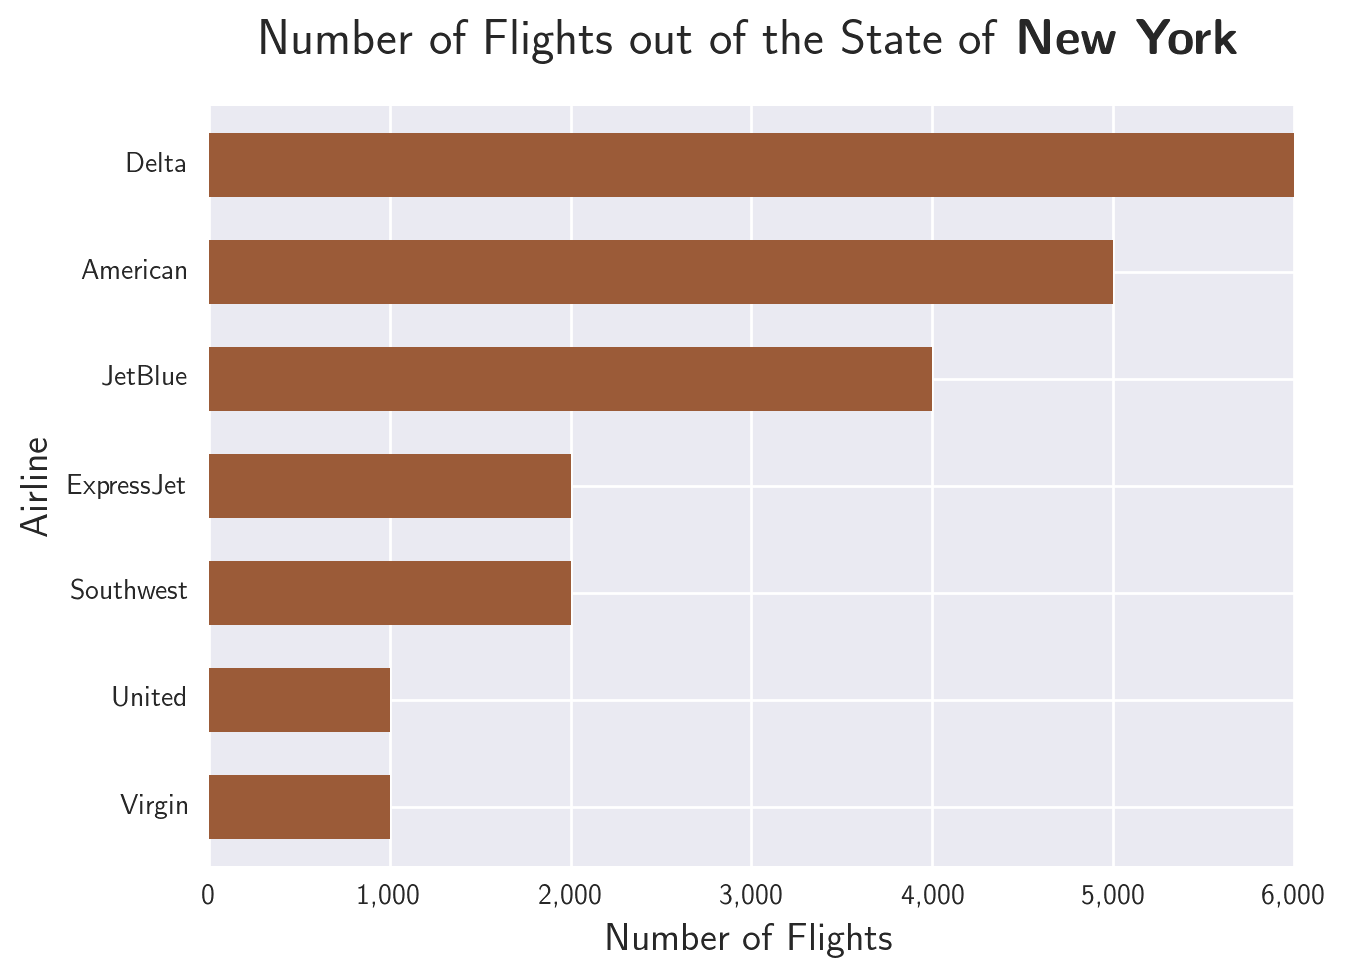 Number of Flights out of the State of New York
Delta
American
JetBlue
ExpressJet
Southwest
United
Virgin
Airline
0 1,000 2,000 3,000 4,000 5,000 6,000
Number of Flights